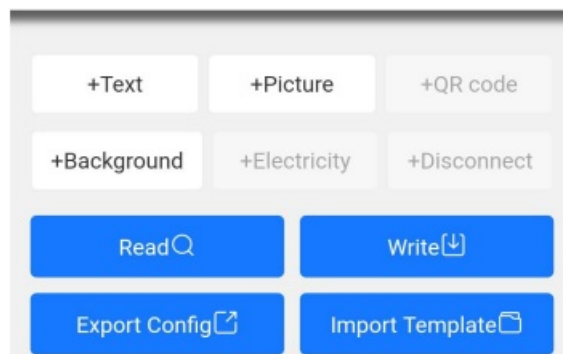 +Text
+Picture
+QR code
+Background
+Electricity
+Disconnect
Read
Write
Export Config
Import Template